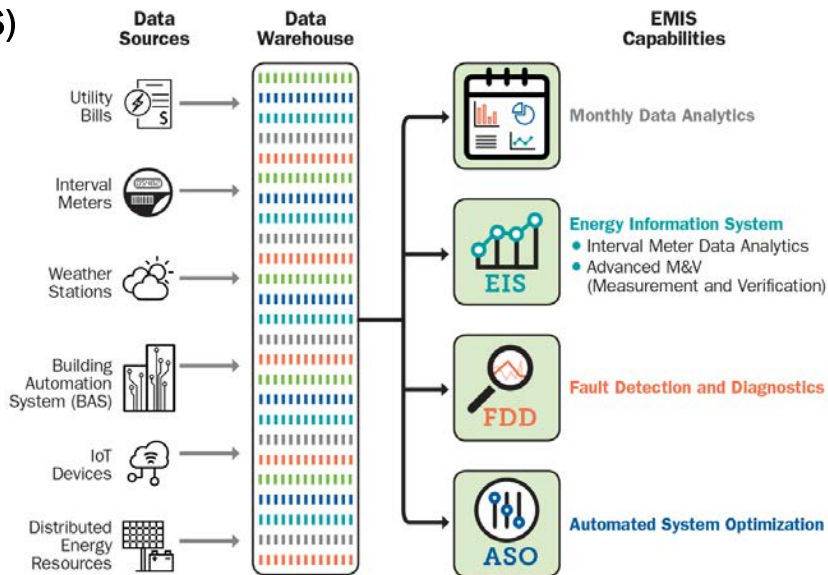 S)
Data
Sources
Data
Warehouse
EMIS
Capabilities
Utility
Bills
$
Interval
Meters
Weather
Stations
Building
Automation
System (BAS)
IoT
Devices
Distributed
Energy
Resources
Monthly Data Analytics
EIS
Energy Information System
• Interval Meter Data Analytics
• Advanced M&V
(Measurement and Verification)
FDD
Fault Detection and Diagnostics
ASO
Automated System Optimization